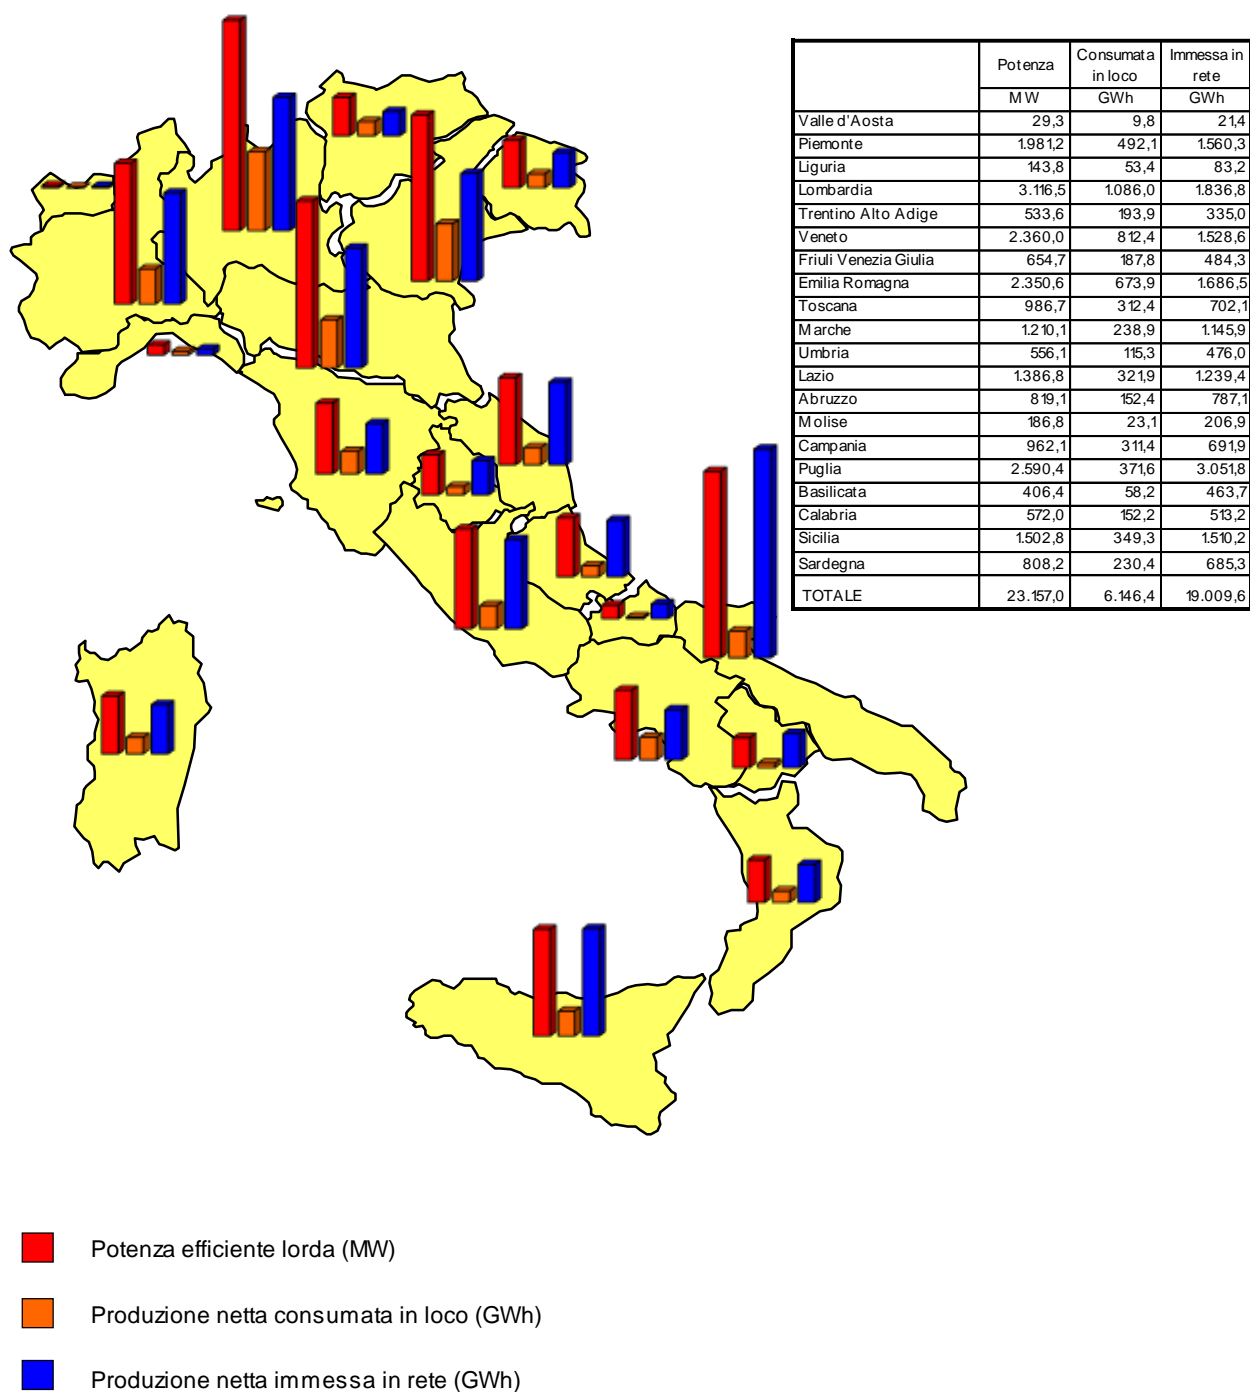 Potenza Consumata in loco Immessa in rete
MW GWh GWh
Valle d'Aosta 29,3 9,8 21,4
Piemonte 1.981,2 492,1 1.560,3
Liguria 143,8 53,4 83,2
Lombardia 3.116,5 1.086,0 1.836,8
Trentino Alto Adige 533,6 193,9 335,0
Veneto 2.360,0 812,4 1.528,6
Friuli Venezia Giulia 654,7 187,8 484,3
Emilia Romagna 2.350,6 673,9 1.686,5
Toscana 986,7 312,4 702,1
Marche 1.210,1 238,9 1.145,9
Umbria 556,1 115,3 476,0
Lazio 1.386,8 321,9 1.239,4
Abruzzo 819,1 152,4 787,1
Molise 186,8 23,1 206,9
Campania 962,1 311,4 691,9
Puglia 2.590,4 371,6 3.051,8
Basilicata 406,4 58,2 463,7
Calabria 572,0 152,2 513,2
Sicilia 1.502,8 349,3 1.510,2
Sardegna 808,2 230,4 685,3
TOTALE 23.157,0 6.146,4 19.009,6
Potenza efficiente lorda (MW)
Produzione netta consumata in loco (GWh)
Produzione netta immessa in rete (GWh)